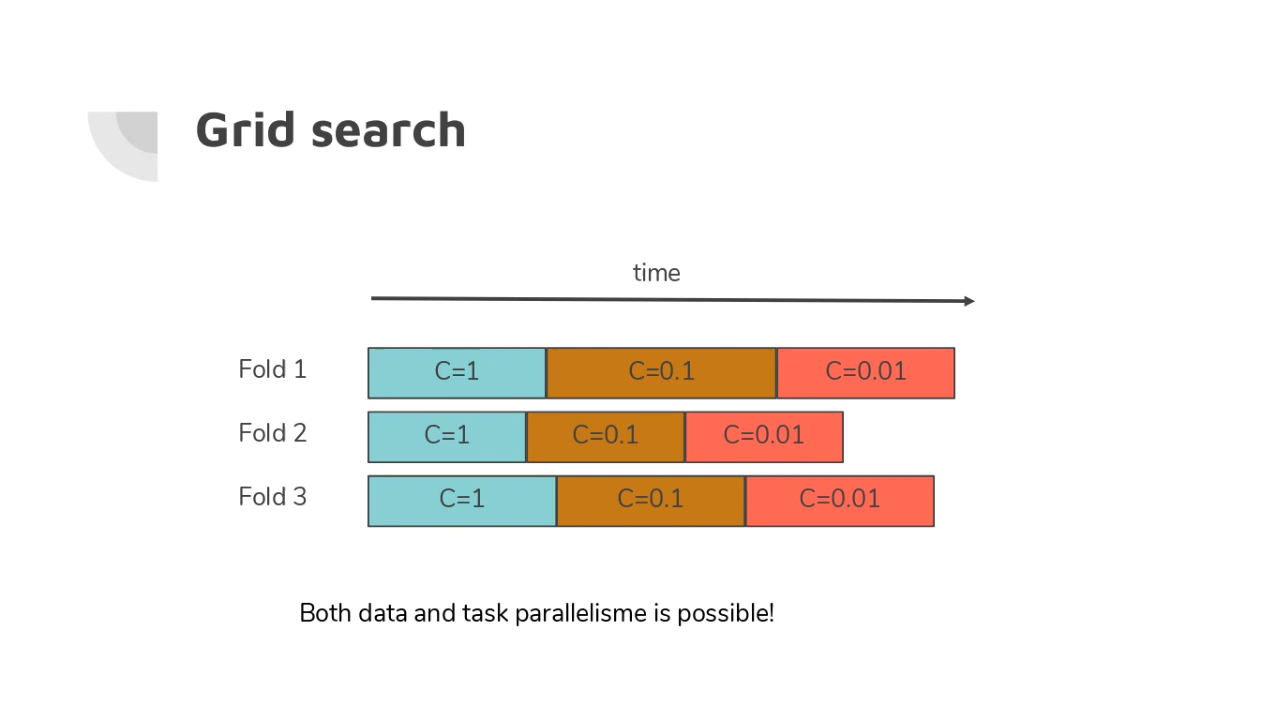 Grid search
time
Fold 1 C=1 C=0.1 C=0.01
Fold 2 C=1 C=0.1 C=0.01
Fold 3 C=1 C=0.1 C=0.01
Both data and task parallelisme is possible!